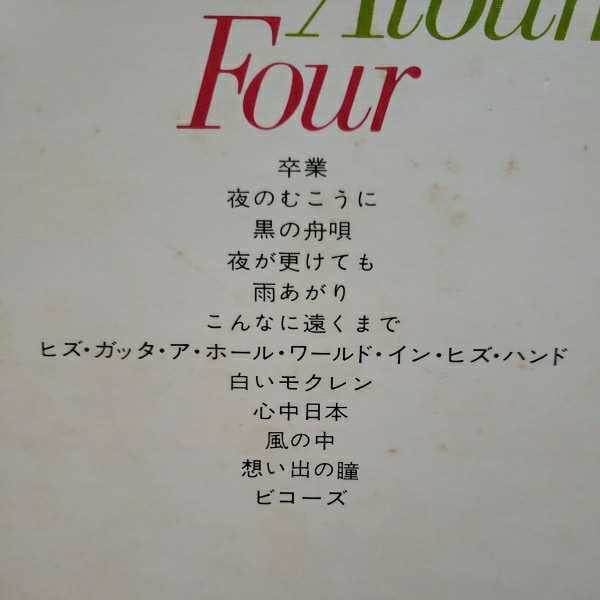 Four
卒業
夜のむこうに
黒の舟唄
夜が更けても
雨あがり
こんなに遠くまで
ヒズ・ガッタ・ア・ホール・ワールド・イン・ヒズ・ハンド
白いモクレン
心中日本
風の中
想い出の瞳
ビコーズ